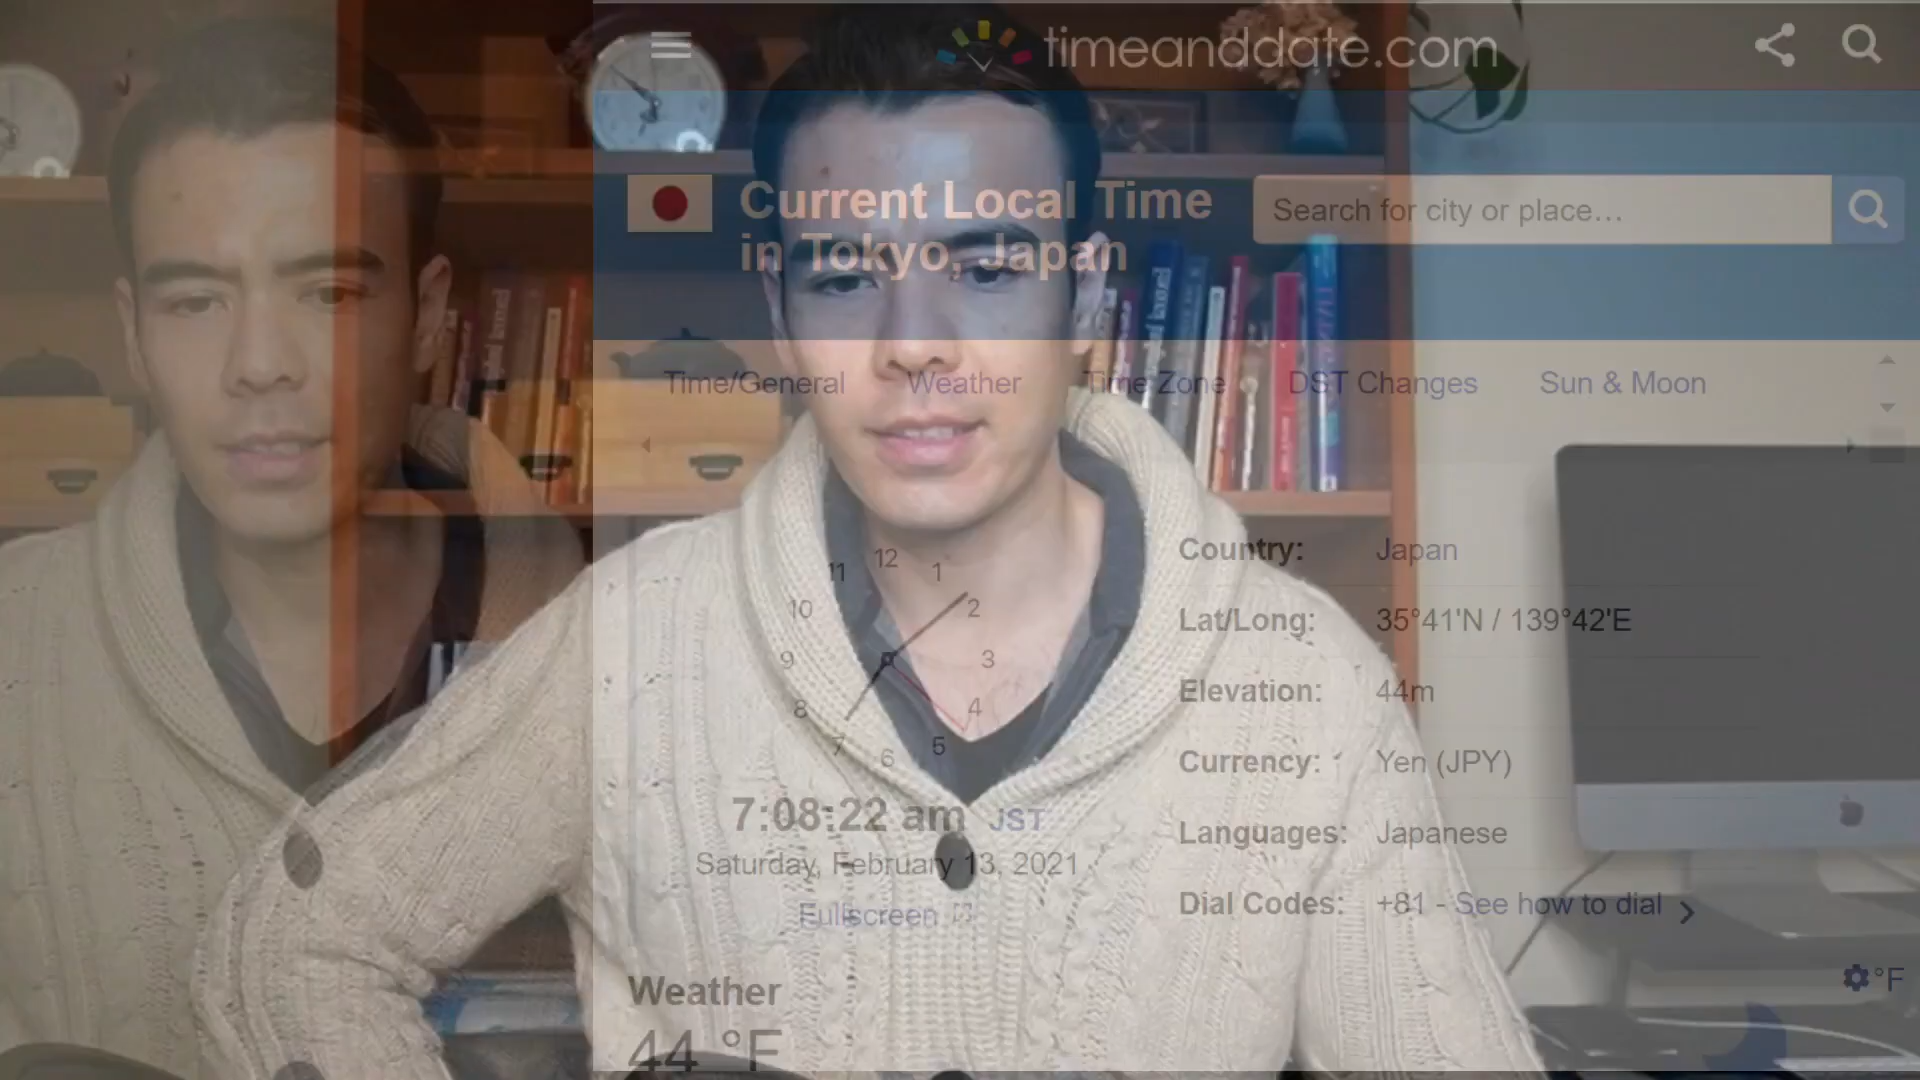 timeanddate.com
Current Local Time
in Tokyo, Japan
Search for city or place…
Time/General Weather Time Zone DST Changes Sun & Moon
12
11 1
10 2
9 3
8 4
7 6 5
7:08:22 am JST
Saturday, February 13, 2021
Fullscreen
Country: Japan
Lat/Long: 35°41'N / 139°42'E
Elevation: 44m
Currency: Yen (JPY)
Languages: Japanese
Dial Codes: +81 - See how to dial
°F
Weather
44 °F